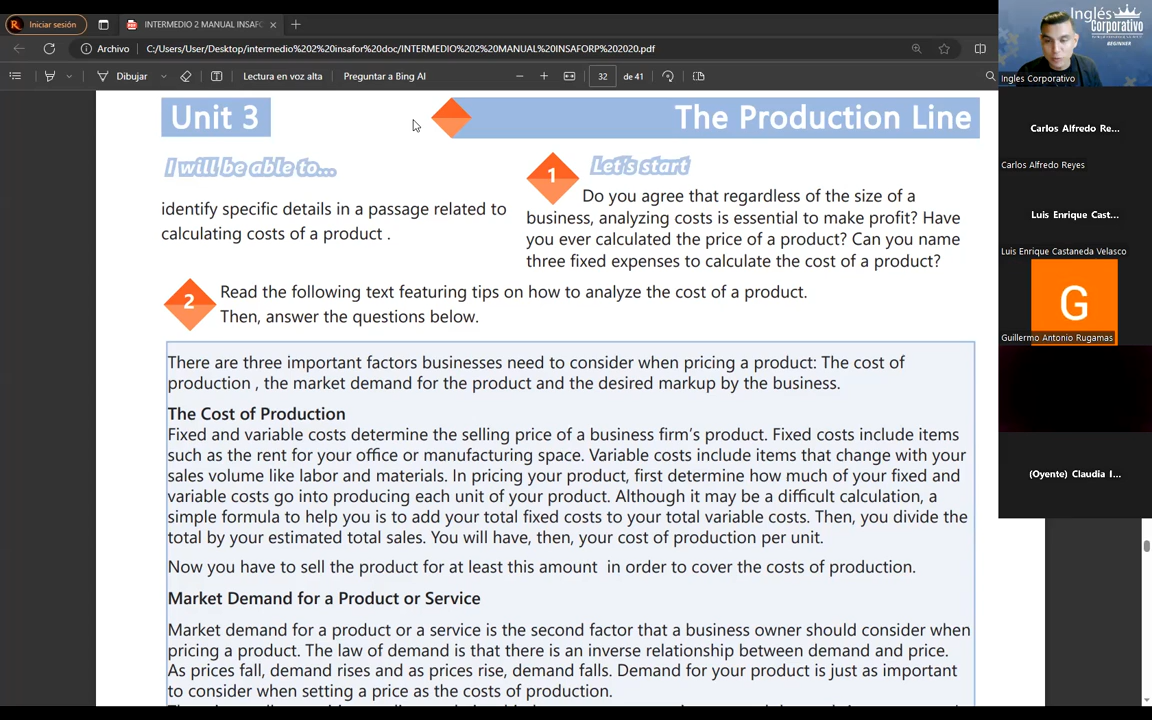 Iniciar sesión
INTERMEDIO 2 MANUAL INSAFO
Archivo
C:/Users/User/Desktop/intermedio%202%20insafor%20doc/INTERMEDIO%202%20MANUAL%20INSAFORP%202020.pdf
Dibujar
Lectura en voz alta
Preguntar a Bing AI
32
de 41
Unit 3
The Production Line
I will be able to...
identify specific details in a passage related to
calculating costs of a product .
1
Let's start
Do you agree that regardless of the size of a
business, analyzing costs is essential to make profit? Have
you ever calculated the price of a product? Can you name
three fixed expenses to calculate the cost of a product?
2
Read the following text featuring tips on how to analyze the cost of a product.
Then, answer the questions below.
There are three important factors businesses need to consider when pricing a product: The cost of
production , the market demand for the product and the desired markup by the business.
The Cost of Production
Fixed and variable costs determine the selling price of a business firm's product. Fixed costs include items
such as the rent for your office or manufacturing space. Variable costs include items that change with your
sales volume like labor and materials. In pricing your product, first determine how much of your fixed and
variable costs go into producing each unit of your product. Although it may be a difficult calculation, a
simple formula to help you is to add your total fixed costs to your total variable costs. Then, you divide the
total by your estimated total sales. You will have, then, your cost of production per unit.
Now you have to sell the product for at least this amount in order to cover the costs of production.
Market Demand for a Product or Service
Market demand for a product or a service is the second factor that a business owner should consider when
pricing a product. The law of demand is that there is an inverse relationship between demand and price.
As prices fall, demand rises and as prices rise, demand falls. Demand for your product is just as important
to consider when setting a price as the costs of production.
Inglés
Corporativo
BEGINNER
Ingles Corporativo
Carlos Alfredo Re...
Carlos Alfredo Reyes
Luis Enrique Cast...
Luis Enrique Castaneda Velasco
G
Guillermo Antonio Rugamas
(Oyente) Claudia I...